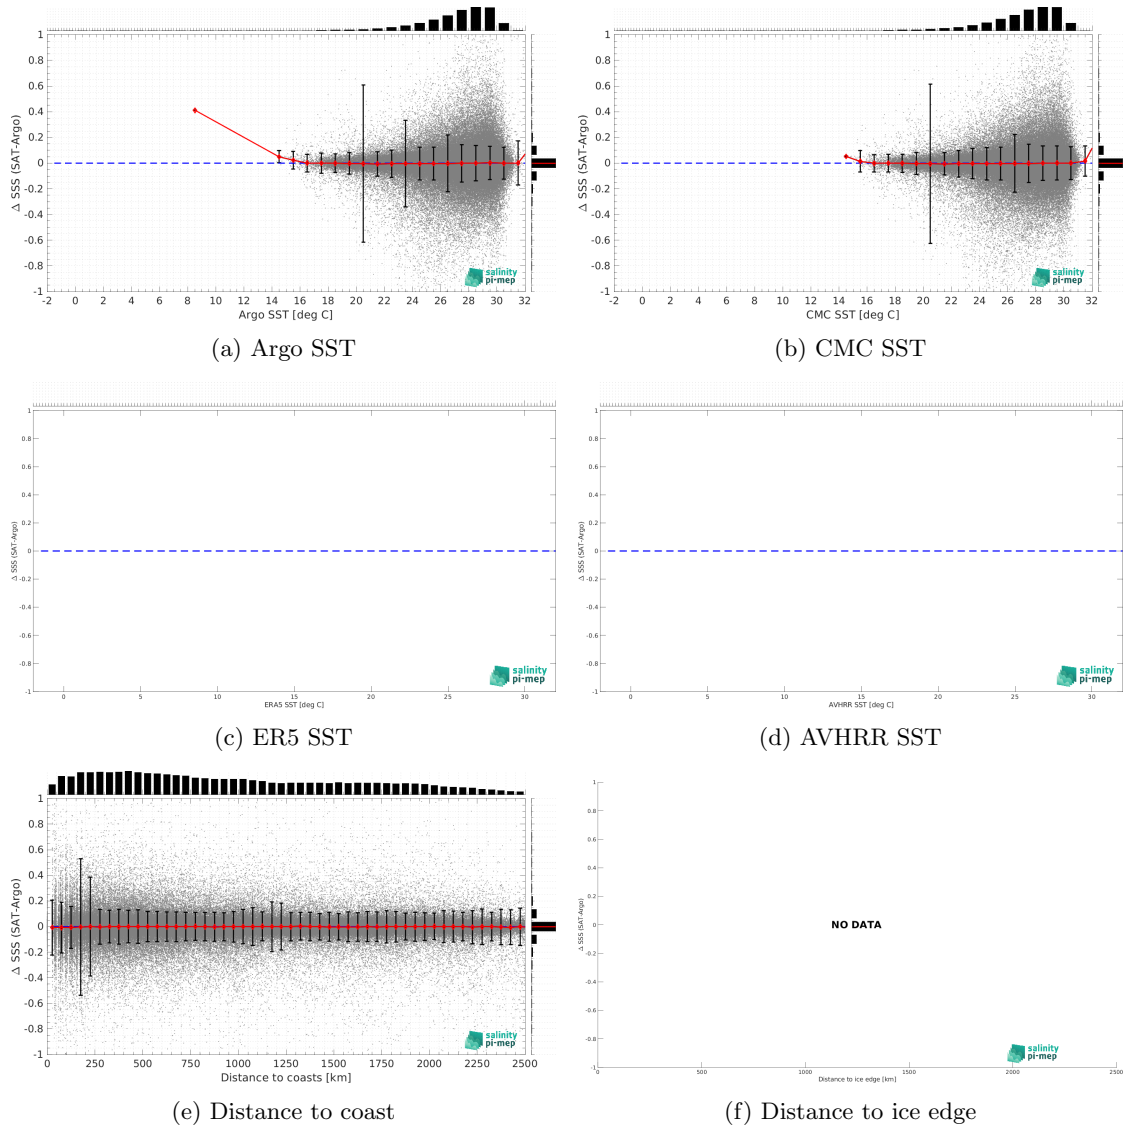 1
0.8
0.6
0.4
0.2
0
-0.2
-0.4
-0.6
-0.8
-1
Δ SSS (SAT-Argo)
-2 0 2 4 6 8 10 12 14 16 18 20 22 24 26 28 30 32
Argo SST [deg C]
salinity
pi-mep
(a) Argo SST
1
0.8
0.6
0.4
0.2
0
-0.2
-0.4
-0.6
-0.8
-1
Δ SSS (SAT-Argo)
-2 0 2 4 6 8 10 12 14 16 18 20 22 24 26 28 30 32
CMC SST [deg C]
salinity
pi-mep
(b) CMC SST
1
0.8
0.6
0.4
0.2
0
-0.2
-0.4
-0.6
-0.8
-1
Δ SSS (SAT-Argo)
0 5 10 15 20 25 30
ERA5 SST [deg C]
salinity
pi-mep
(c) ER5 SST
1
0.8
0.6
0.4
0.2
0
-0.2
-0.4
-0.6
-0.8
-1
Δ SSS (SAT-Argo)
0 5 10 15 20 25 30
AVHRR SST [deg C]
salinity
pi-mep
(d) AVHRR SST
1
0.8
0.6
0.4
0.2
0
-0.2
-0.4
-0.6
-0.8
-1
Δ SSS (SAT-Argo)
0 250 500 750 1000 1250 1500 1750 2000 2250 2500
Distance to coasts [km]
salinity
pi-mep
(e) Distance to coast
1
0.8
0.6
0.4
0.2
0
-0.2
-0.4
-0.6
-0.8
-1
Δ SSS (SAT-Argo)
NO DATA
0 500 1000 1500 2000 2500
Distance to ice edge [km]
salinity
pi-mep
(f) Distance to ice edge